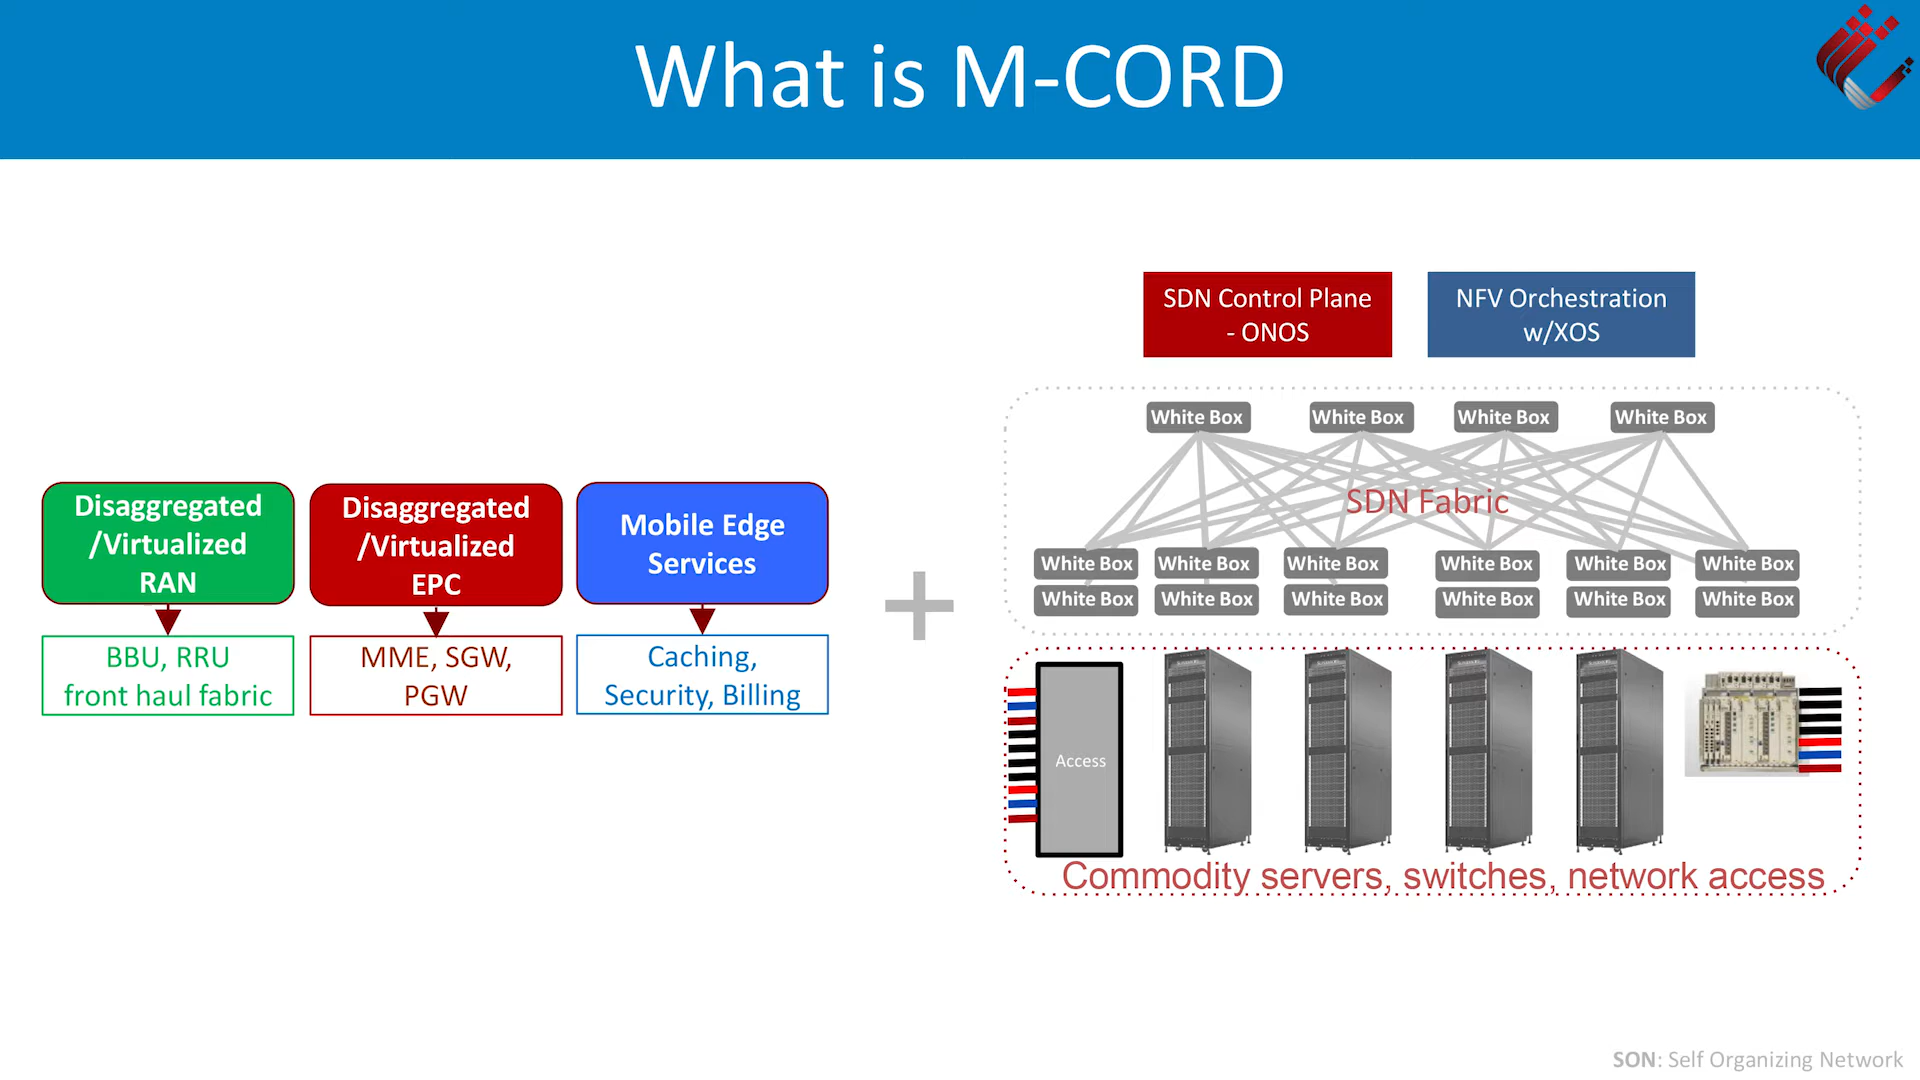 What is M-CORD
SDN Control Plane
- ONOS
NFV Orchestration
w/XOS
White Box White Box White Box White Box
SDN Fabric
White Box White Box White Box White Box White Box White Box
White Box White Box White Box White Box White Box White Box
Disaggregated
/Virtualized
RAN
Disaggregated
/Virtualized
EPC
Mobile Edge
Services
BBU, RRU
front haul fabric
MME, SGW,
PGW
Caching,
Security, Billing
+
Access
Commodity servers, switches, network access
SON: Self Organizing Network